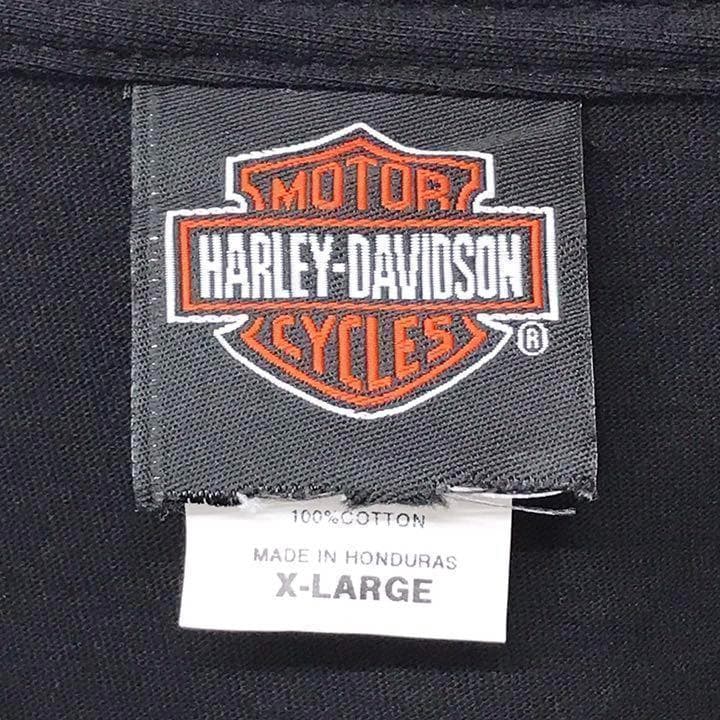 MOTOR
HARLEY-DAVIDSON
CYCLES
®
100%COTTON
MADE IN HONDURAS
X-LARGE